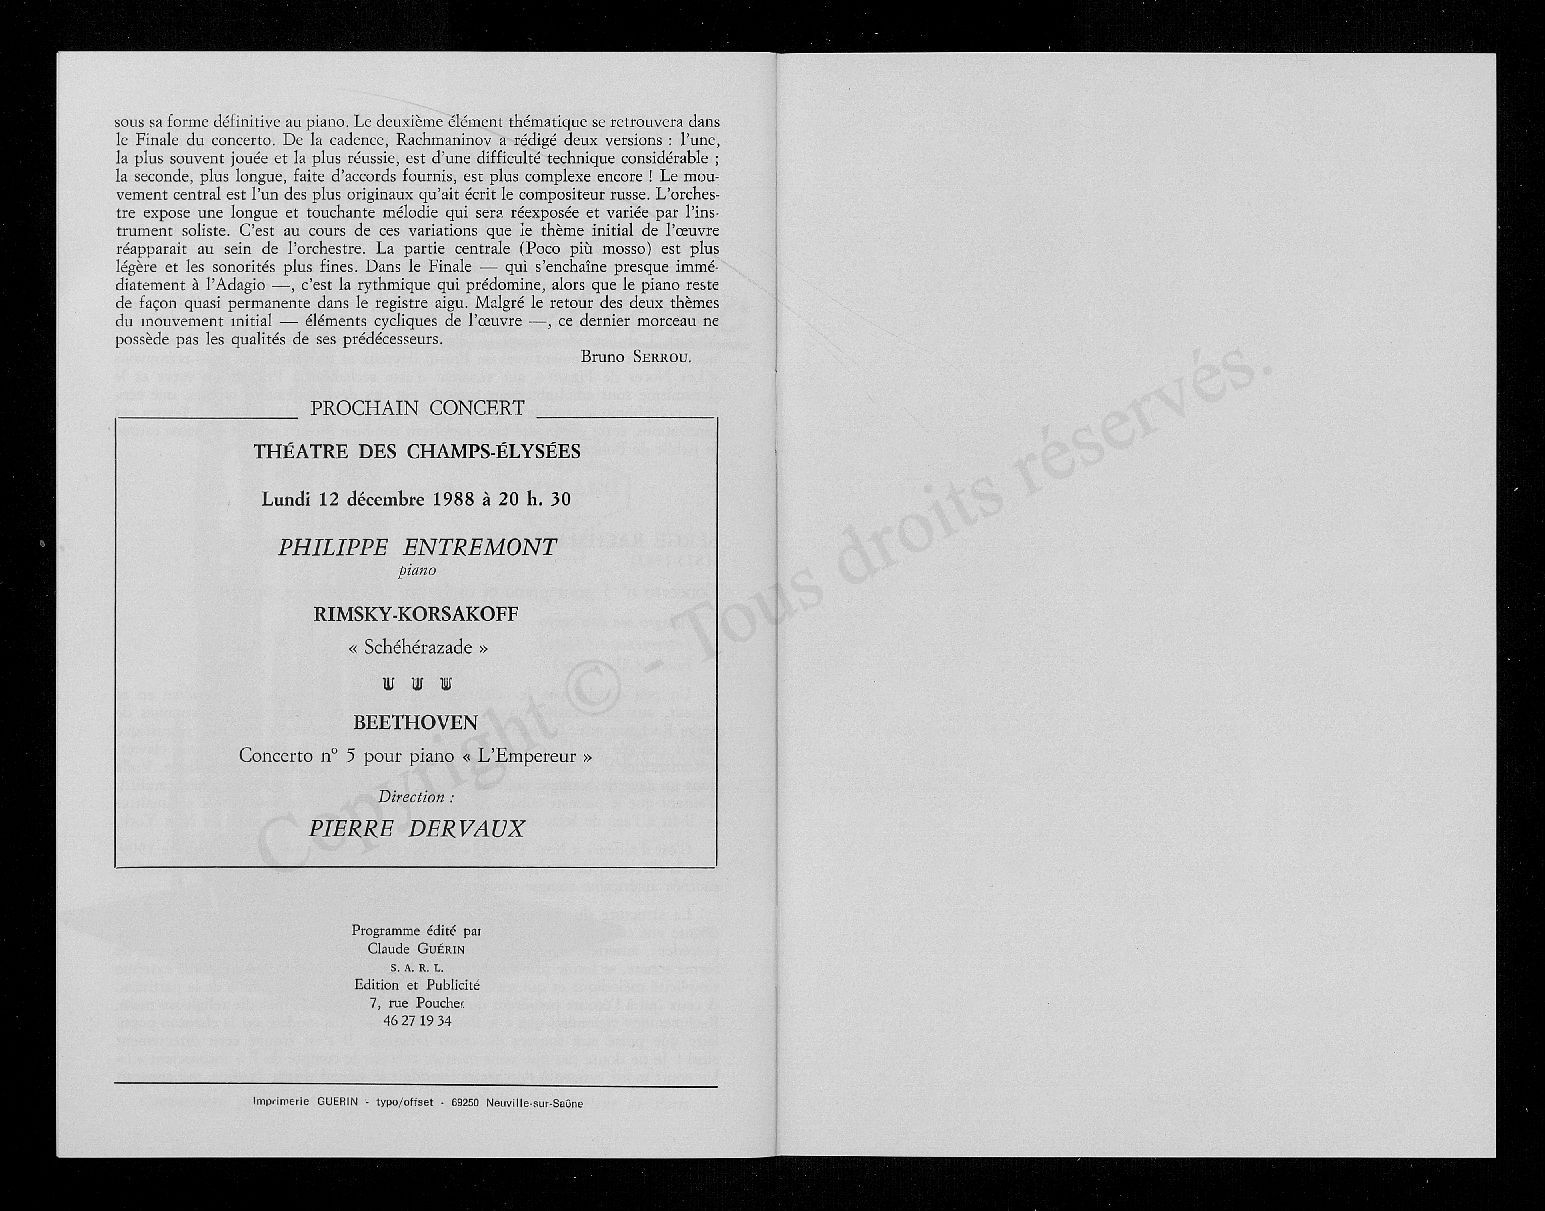 sous sa forme définitive au piano. Le deuxième élément thématique se retrouvera dans
le Finale du concerto. De la cadence, Rachmaninov a rédigé deux versions : l'une,
la plus souvent jouée et la plus réussie, est d'une difficulté technique considérable ;
la seconde, plus longue, faite d'accords fournis, est plus complexe encore ! Le mou-
vement central est l'un des plus originaux qu'ait écrit le compositeur russe. L'orches-
tre expose une longue et touchante mélodie qui sera réexposée et variée par l'ins-
trument soliste. C'est au cours de ces variations que le thème initial de l'œuvre
réapparait au sein de l'orchestre. La partie centrale (Poco più mosso) est plus
légère et les sonorités plus fines. Dans le Finale — qui s'enchaîne presque immé-
diatement à l'Adagio —, c'est la rythmique qui prédomine, alors que le piano reste
de façon quasi permanente dans le registre aigu. Malgré le retour des deux thèmes
du mouvement initial — éléments cycliques de l'œuvre —, ce dernier morceau ne
possède pas les qualités de ses prédécesseurs.
Bruno SERROU.
PROCHAIN CONCERT
THÉATRE DES CHAMPS-ÉLYSÉES
Lundi 12 décembre 1988 à 20 h. 30
PHILIPPE ENTREMONT
piano
RIMSKY-KORSAKOFF
« Schéhérazade »
BEETHOVEN
Concerto n° 5 pour piano « L'Empereur »
Direction :
PIERRE DERVAUX
Programme édité par
Claude GUÉRIN
S. A. R. L.
Edition et Publicité
7, rue Poucher
46 27 19 34
Imprimerie GUERIN - typo/offset - 69250 Neuville-sur-Saône
Copyright © - Tous droits réservés.